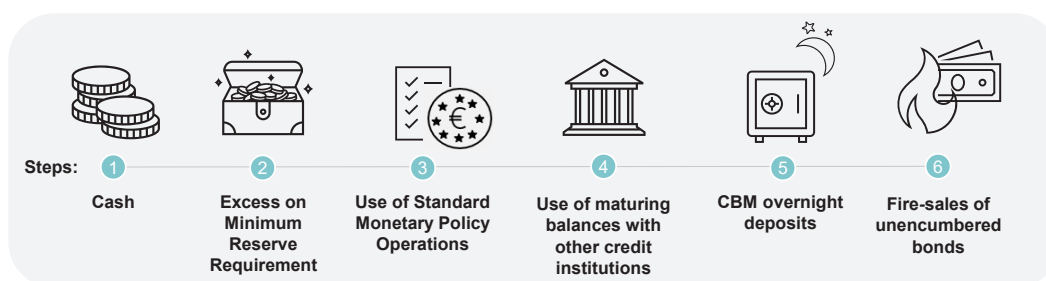 Steps:
1
2
3
4
5
6
Cash
Excess on
Minimum
Reserve
Requirement
Use of Standard
Monetary Policy
Operations
Use of maturing
balances with
other credit
institutions
CBM overnight
deposits
Fire-sales of
unencumbered
bonds
€